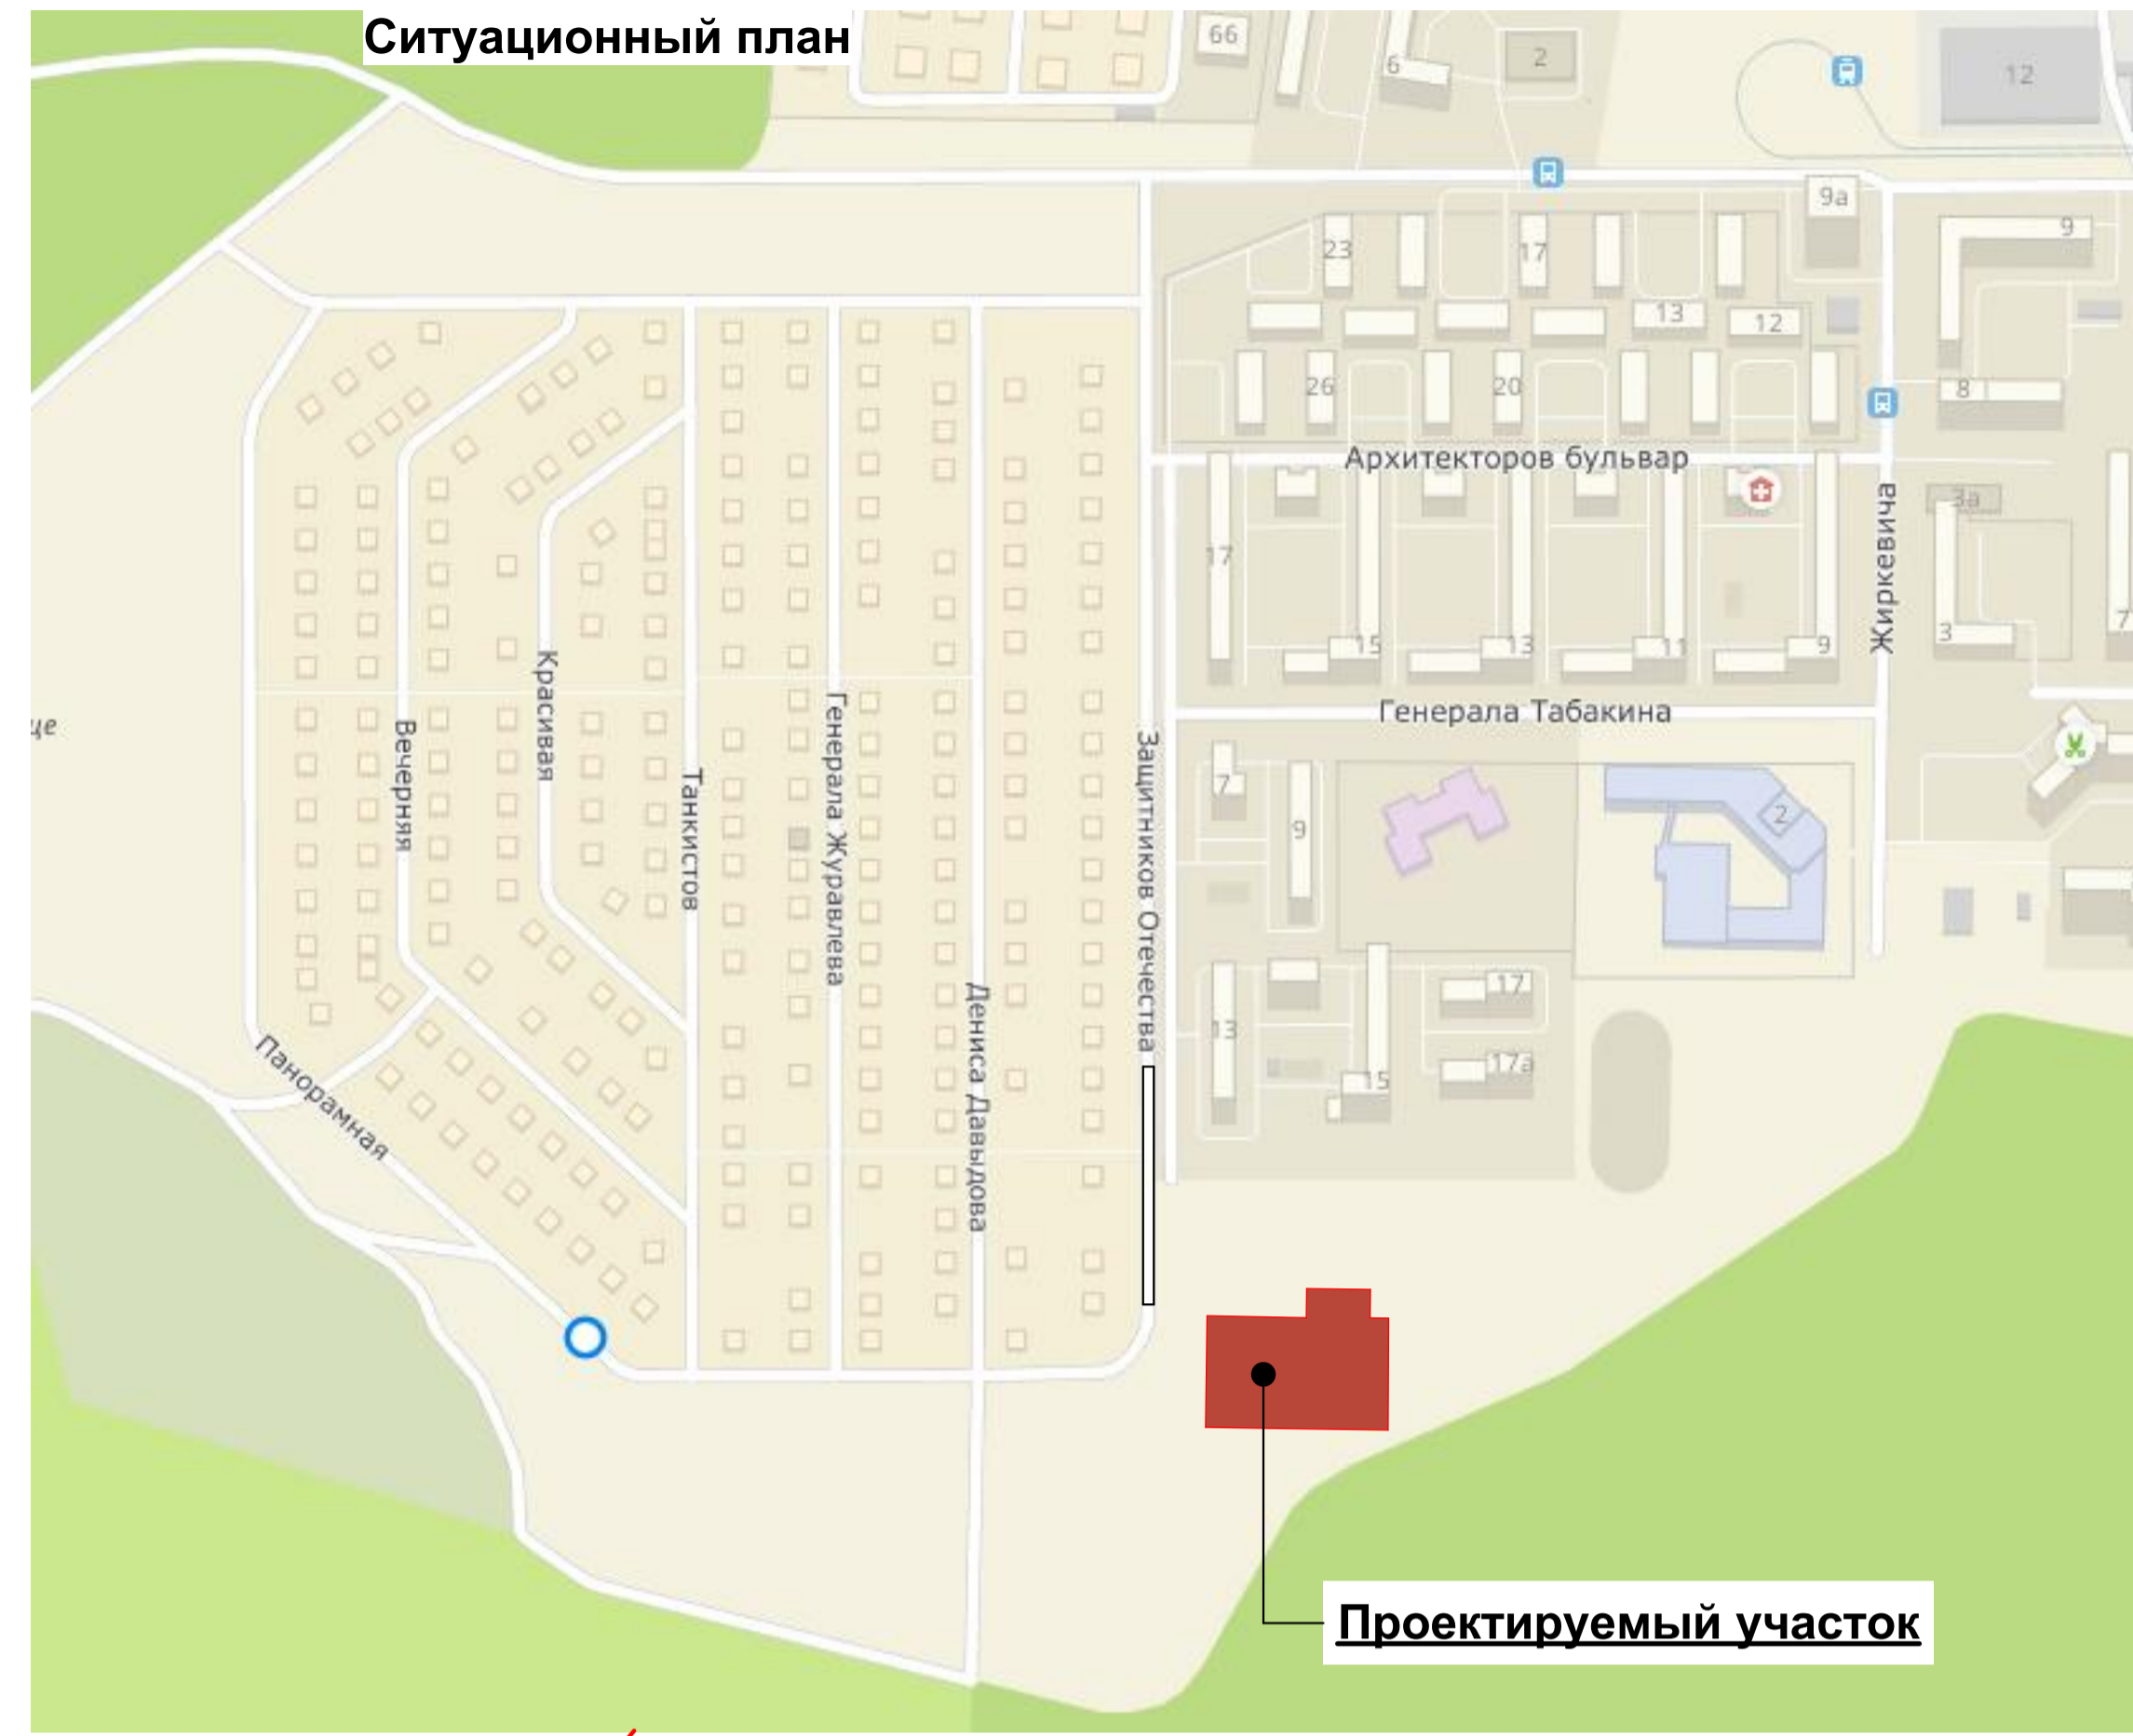 Ситуационный план
66
6
2
12
9а
23
17
9
13
12
26
20
8
Архитекторов бульвар
3а
Жиркевича
17
15
13
11
9
3
7
Красивая
Генерала Табакина
це
Вечерняя
Генерала Журавлева
Защитников Отечества
Танкистов
7
9
2
Дениса Давыдова
17
13
Панорамная
15
17а
Проектируемый участок